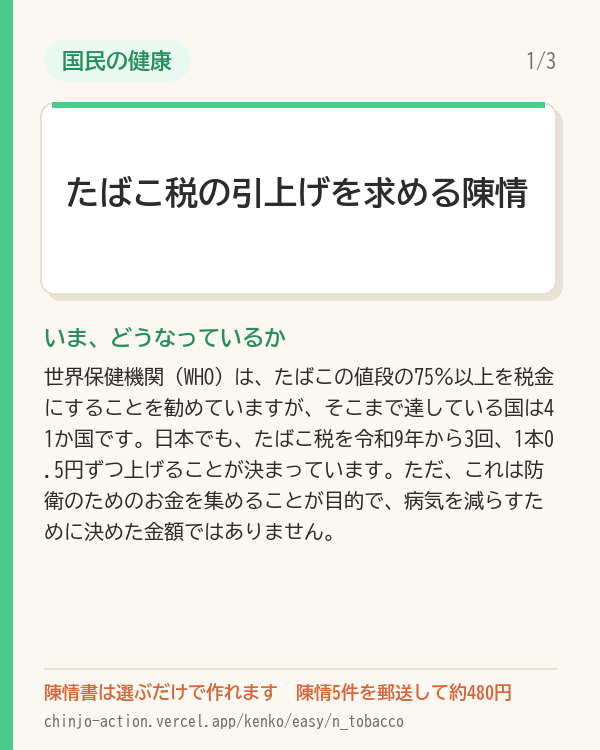 国民の健康
1/3
たばこ税の引上げを求める陳情
いま、どうなっているか
世界保健機関（WHO）は、たばこの値段の75％以上を税金
にすることを勧めていますが、そこまで達している国は4
1か国です。日本でも、たばこ税を令和9年から3回、1本0
.5円ずつ上げることが決まっています。ただ、これは防
衛のためのお金を集めることが目的で、病気を減らすた
めに決めた金額ではありません。
陳情書は選ぶだけで作れます　陳情5件を郵送して約480円
chinjo-action.vercel.app/kenko/easy/n_tobacco